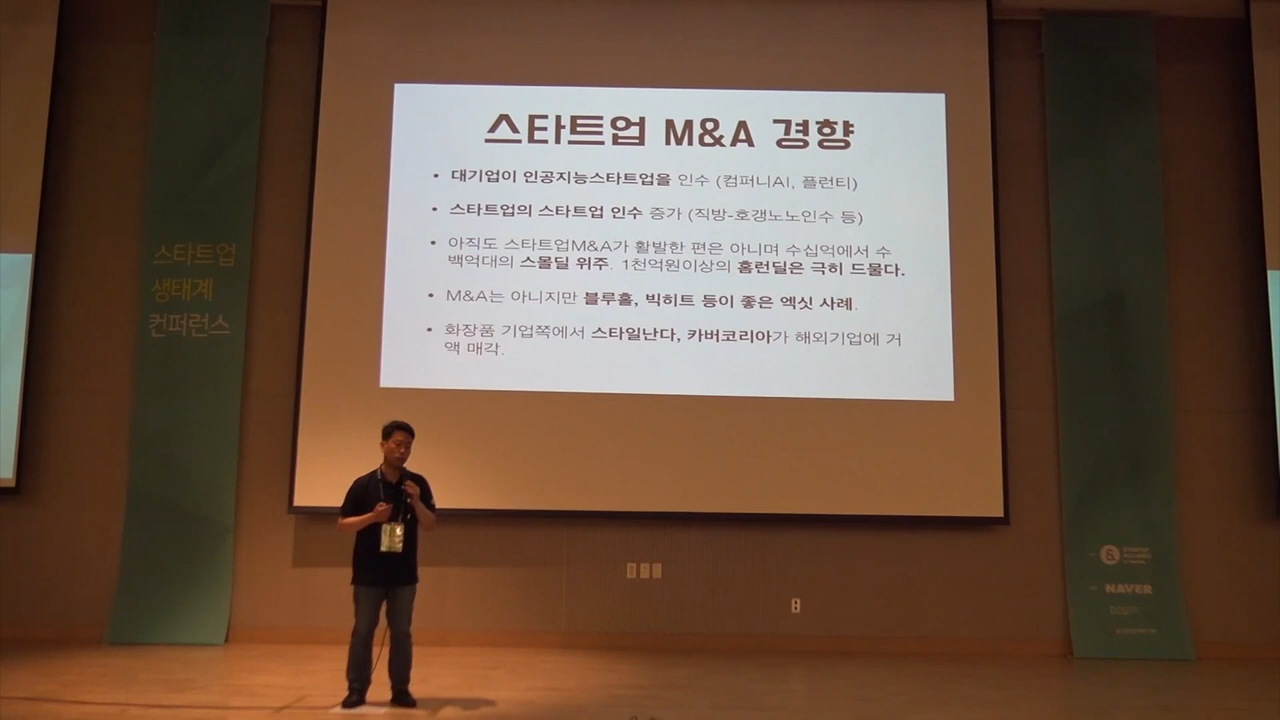 스타트업 M&A 경향
• 대기업이 인공지능스타트업을 인수 (컴퍼니AI, 플런티)
• 스타트업의 스타트업 인수 증가 (직방-호갱노노인수 등)
• 아직도 스타트업M&A가 활발한 편은 아니며 수십억에서 수
백억대의 스몰딜 위주. 1천억원이상의 홈런딜은 극히 드물다.
• M&A는 아니지만 블루홀, 빅히트 등이 좋은 엑싯 사례.
• 화장품 기업쪽에서 스타일난다, 카버코리아가 해외기업에 거
액 매각.
스타트업
생태계
컨퍼런스
NAVER